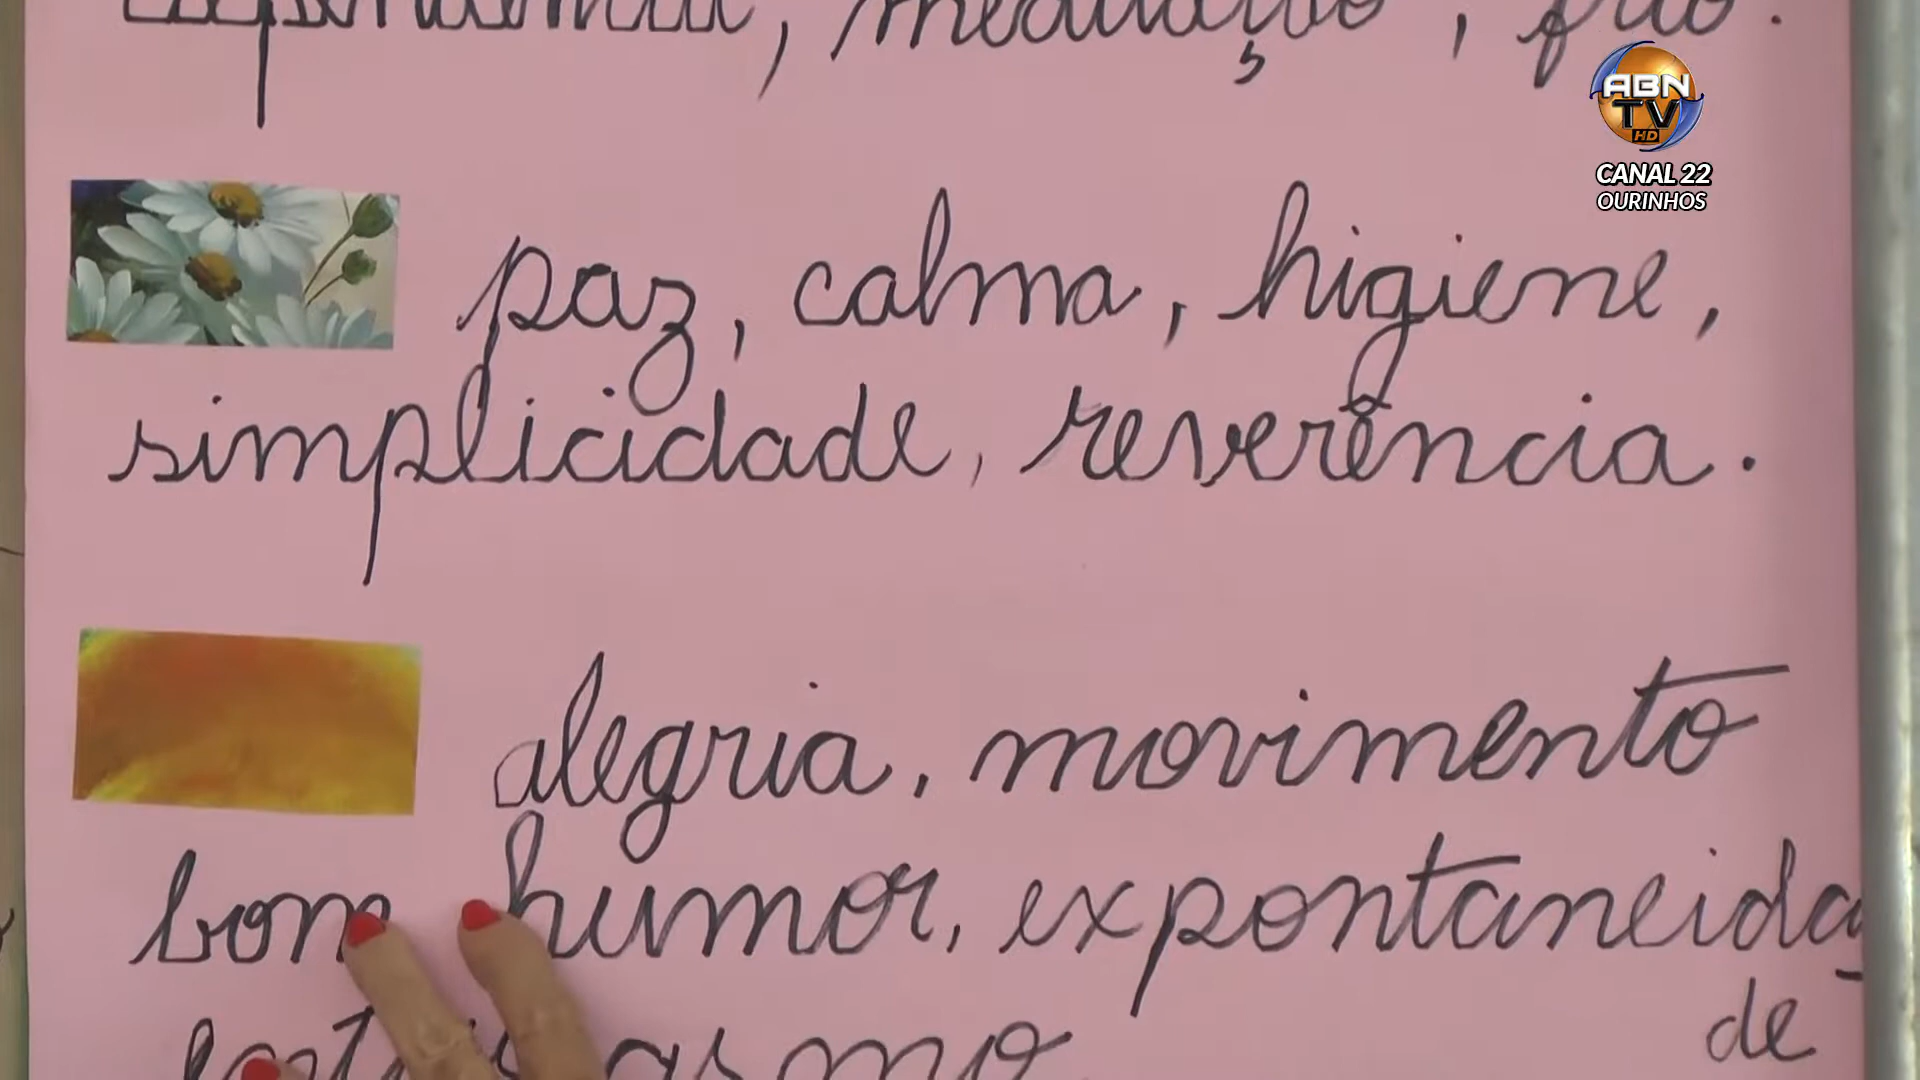 , meditação, frio.
ABN
TV
HD
CANAL 22
OURINHOS
paz, calma, higiene,
simplicidade, reverência.
alegria, movimento
bom humor, expontaneida
de